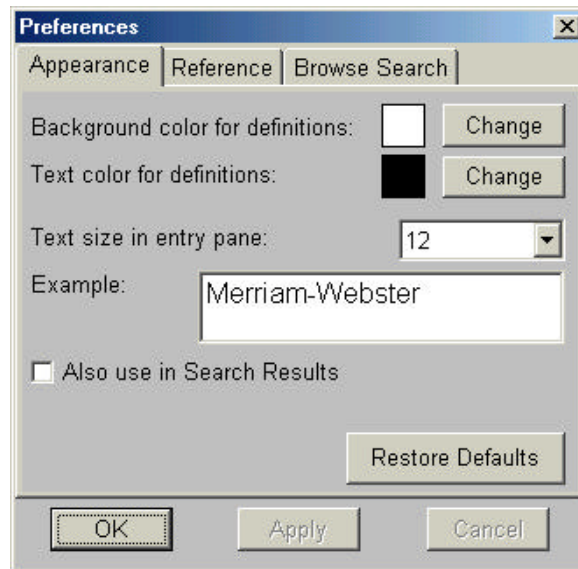 Preferences
Appearance Reference Browse Search
Background color for definitions: Change
Text color for definitions: Change
Text size in entry pane: 12
Example: Merriam-Webster
Also use in Search Results
Restore Defaults
OK Apply Cancel